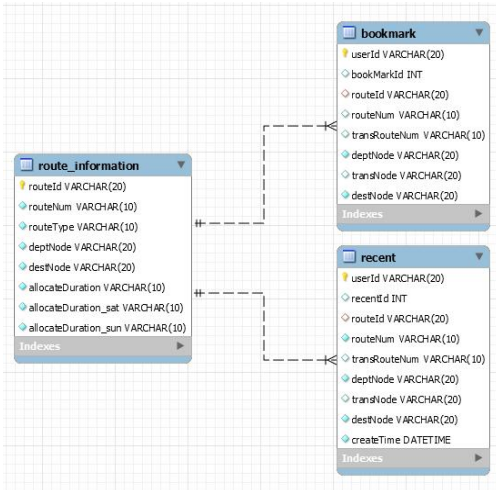 bookmark
userId VARCHAR(20)
bookMarkId INT
routeId VARCHAR(20)
routeNum VARCHAR(10)
transRouteNum VARCHAR(10)
deptNode VARCHAR(20)
transNode VARCHAR(20)
destNode VARCHAR(20)
Indexes
route_information
routeId VARCHAR(20)
routeNum VARCHAR(10)
routeType VARCHAR(10)
deptNode VARCHAR(20)
destNode VARCHAR(20)
allocateDuration VARCHAR(10)
allocateDuration_sat VARCHAR(10)
allocateDuration_sun VARCHAR(10)
Indexes
recent
userId VARCHAR(20)
recentId INT
routeId VARCHAR(20)
routeNum VARCHAR(10)
transRouteNum VARCHAR(10)
deptNode VARCHAR(20)
transNode VARCHAR(20)
destNode VARCHAR(20)
createTime DATETIME
Indexes